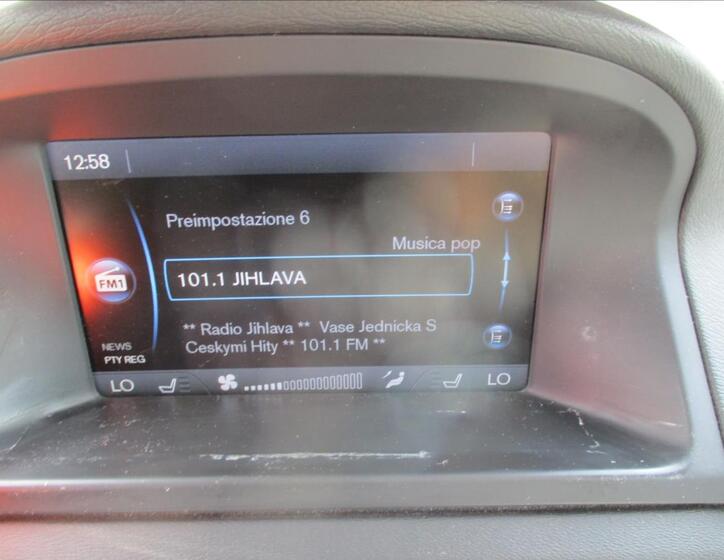 12:58
Preimpostazione 6
Musica pop
FM1
101.1 JIHLAVA
** Radio Jihlava ** Vase Jednicka S
Ceskymi Hity ** 101.1 FM **
NEWS
PTY REG
LO
LO